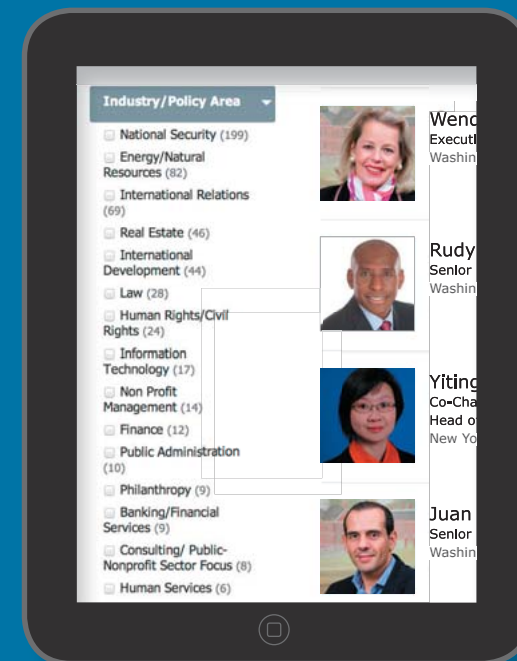 Industry/Policy Area
National Security (199)
Energy/Natural
Resources (82)
International Relations
(69)
Real Estate (46)
International
Development (44)
Law (28)
Human Rights/Civil
Rights (24)
Information
Technology (17)
Non Profit
Management (14)
Finance (12)
Public Administration
(10)
Philanthropy (9)
Banking/Financial
Services (9)
Consulting/ Public-
Nonprofit Sector Focus (8)
Human Services (6)
Wend
Executi
Washin
Rudy
Senior
Washin
Yiting
Co-Cha
Head o
New Yo
Juan
Senior
Washin